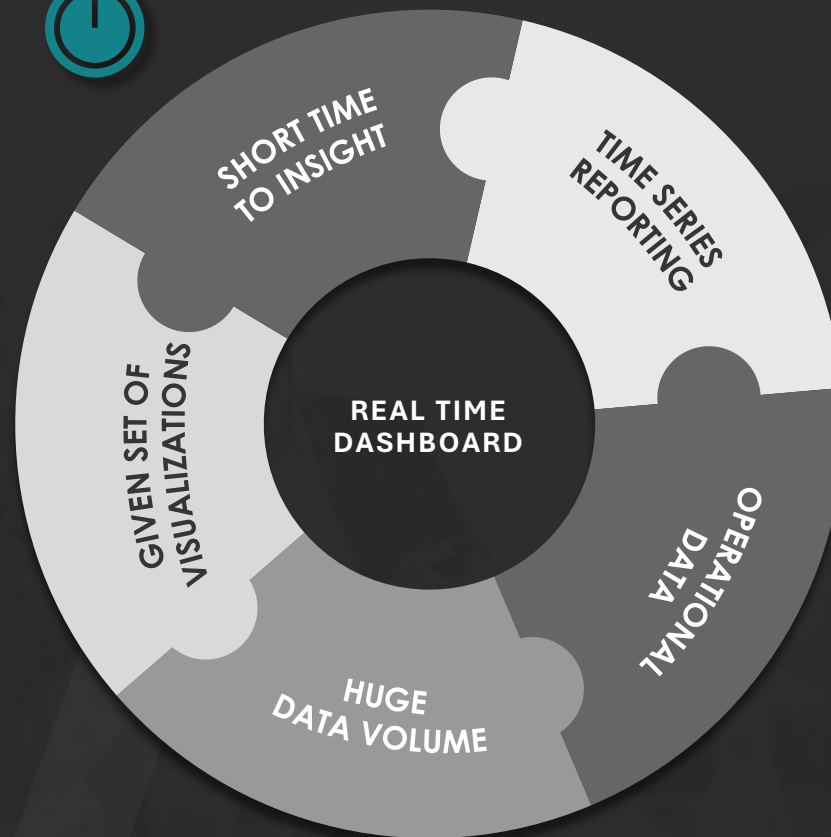 SHORT TIME
TO INSIGHT
TIME SERIES
REPORTING
OPERATIONAL
DATA
HUGE
DATA VOLUME
GIVEN SET OF
VISUALIZATIONS
REAL TIME
DASHBOARD